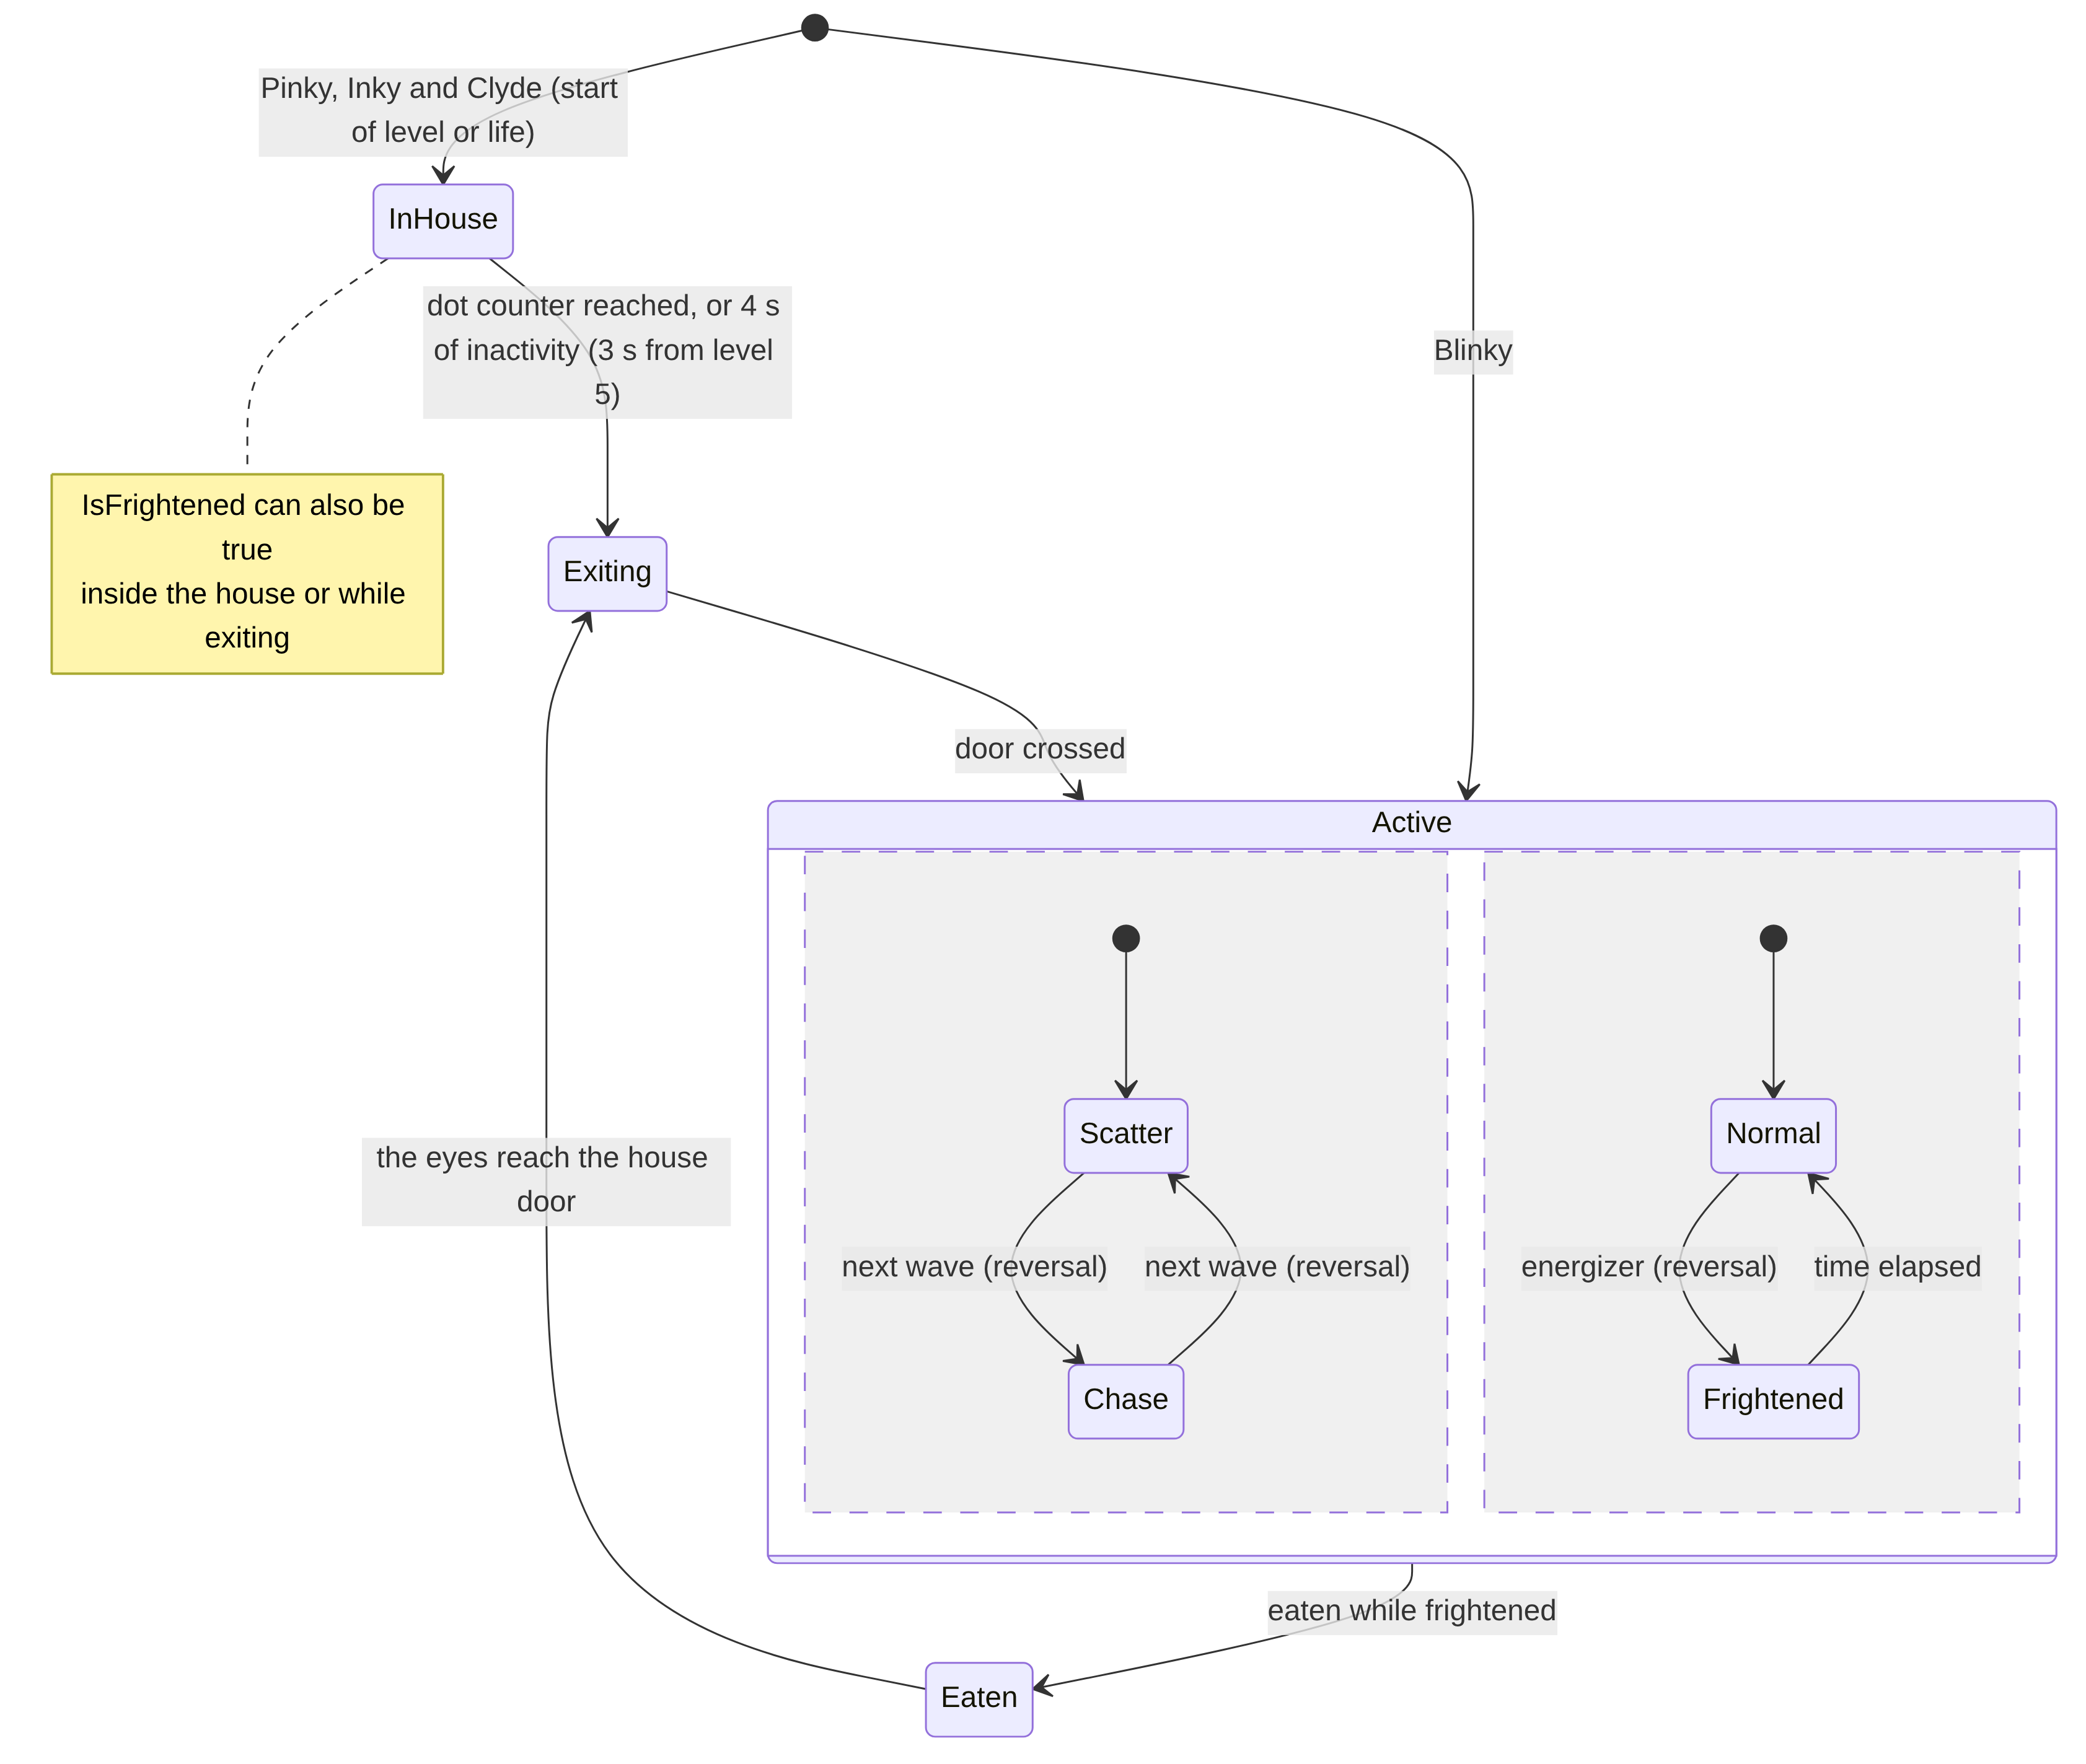 Pinky, Inky and Clyde (start
of level or life)
InHouse
dot counter reached, or 4 s
of inactivity (3 s from level
5)
Blinky
IsFrightened can also be
true
inside the house or while
exiting
Exiting
door crossed
Active
Scatter
Normal
the eyes reach the house
door
next wave (reversal)
next wave (reversal)
energizer (reversal)
time elapsed
Chase
Frightened
eaten while frightened
Eaten